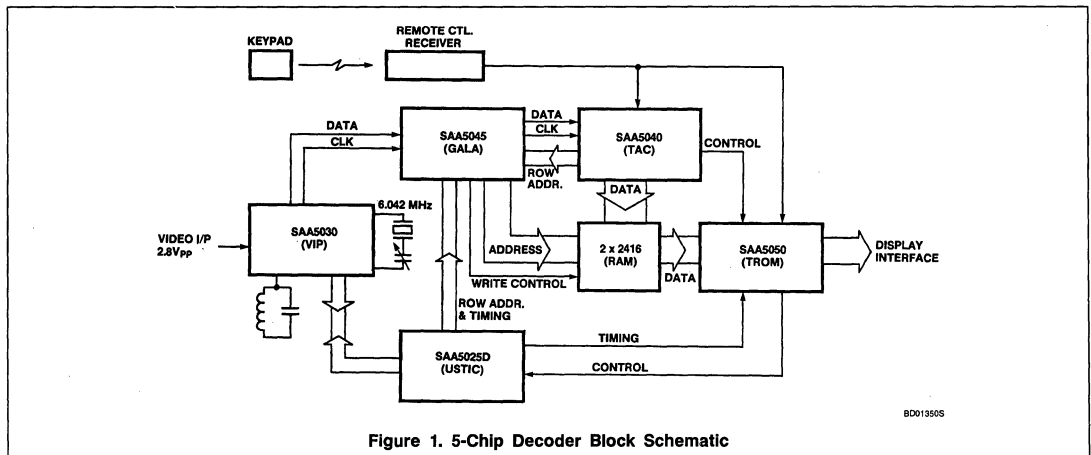 REMOTE CTL.
RECEIVER
KEYPAD
DATA
CLK
SAA5045
(GALA)
DATA
CLK
ROW
ADDR.
SAA5040
(TAC)
CONTROL
DATA
6.042 MHz
VIDEO I/P
2.8VPP
SAA5030
(VIP)
ADDRESS
2 x 2416
(RAM)
DATA
SAA5050
(TROM)
DISPLAY
INTERFACE
WRITE CONTROL
ROW ADDR.
& TIMING
SAA5025D
(USTIC)
TIMING
CONTROL
BD01350S
Figure 1. 5-Chip Decoder Block Schematic